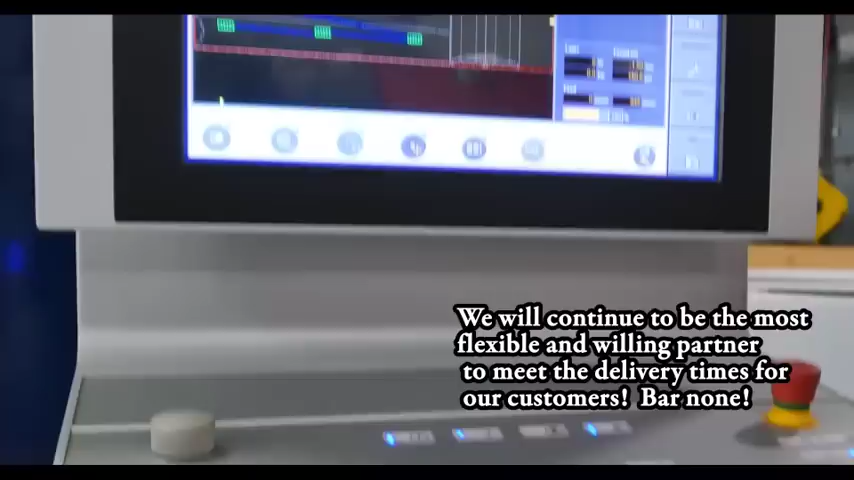 We will continue to be the most
flexible and willing partner
to meet the delivery times for
our customers! Bar none!